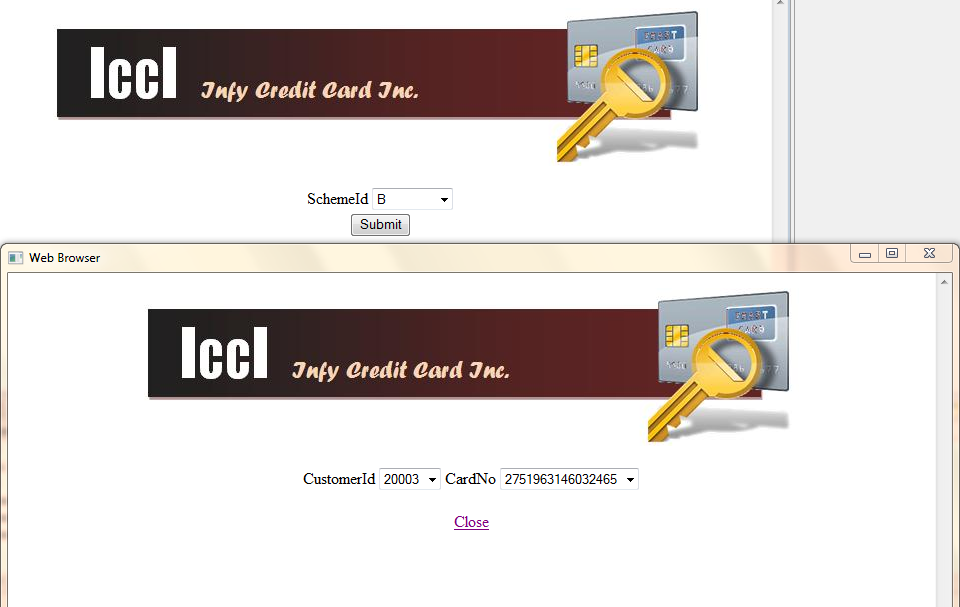 Iccl Infy Credit Card Inc.
SchemeId B
Submit
Web Browser
Iccl Infy Credit Card Inc.
CustomerId 20003 CardNo 2751963146032465
Close